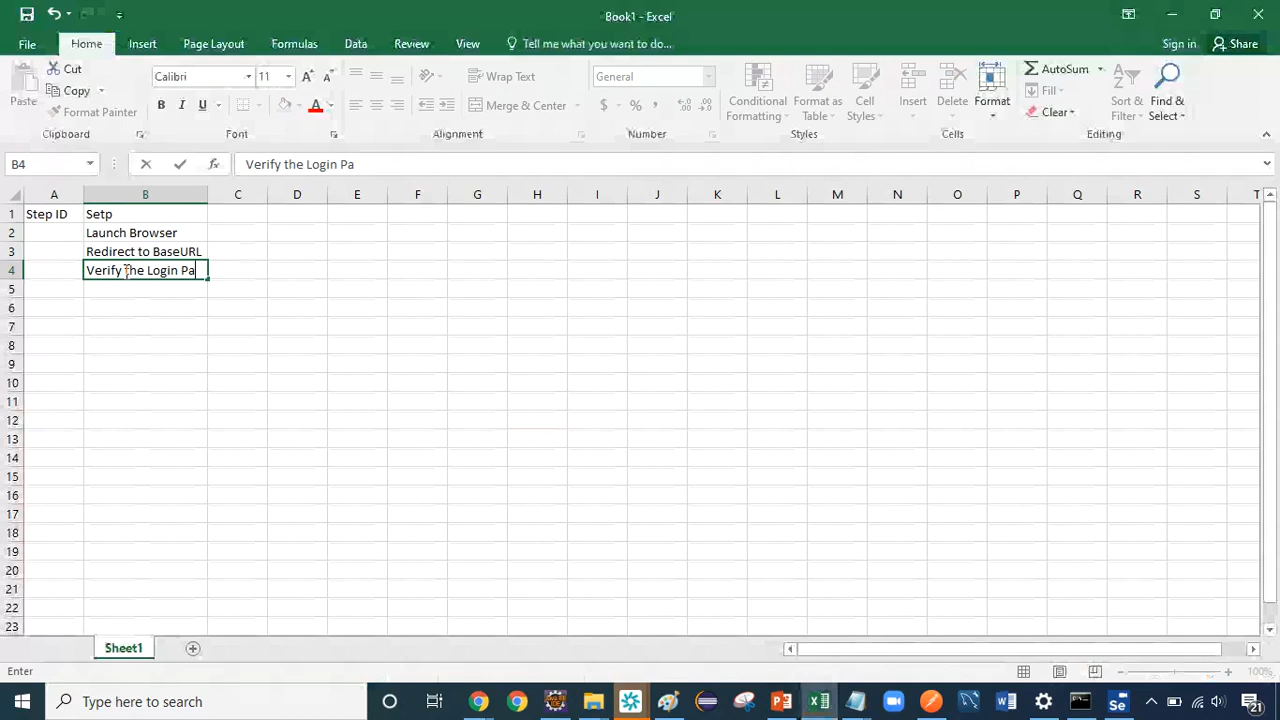 Book1 - Excel
File Home Insert Page Layout Formulas Data Review View Tell me what you want to do... Sign in Share
Paste Cut Copy Format Painter Clipboard
Calibri 11 B I U A Font
Wrap Text Merge & Center Alignment
General $ % Number
Conditional Formatting Format as Table Cell Styles Styles
Insert Delete Format Cells
AutoSum Fill Clear Sort & Filter Find & Select Editing
B4 fx Verify the Login Pa
A B C D E F G H I J K L M N O P Q R S T
1 Step ID Setp
2 Launch Browser
3 Redirect to BaseURL
4 Verify the Login Pa
5
6
7
8
9
10
11
12
13
14
15
16
17
18
19
20
21
22
23
Sheet1
Enter 100%
Type here to search Se 21